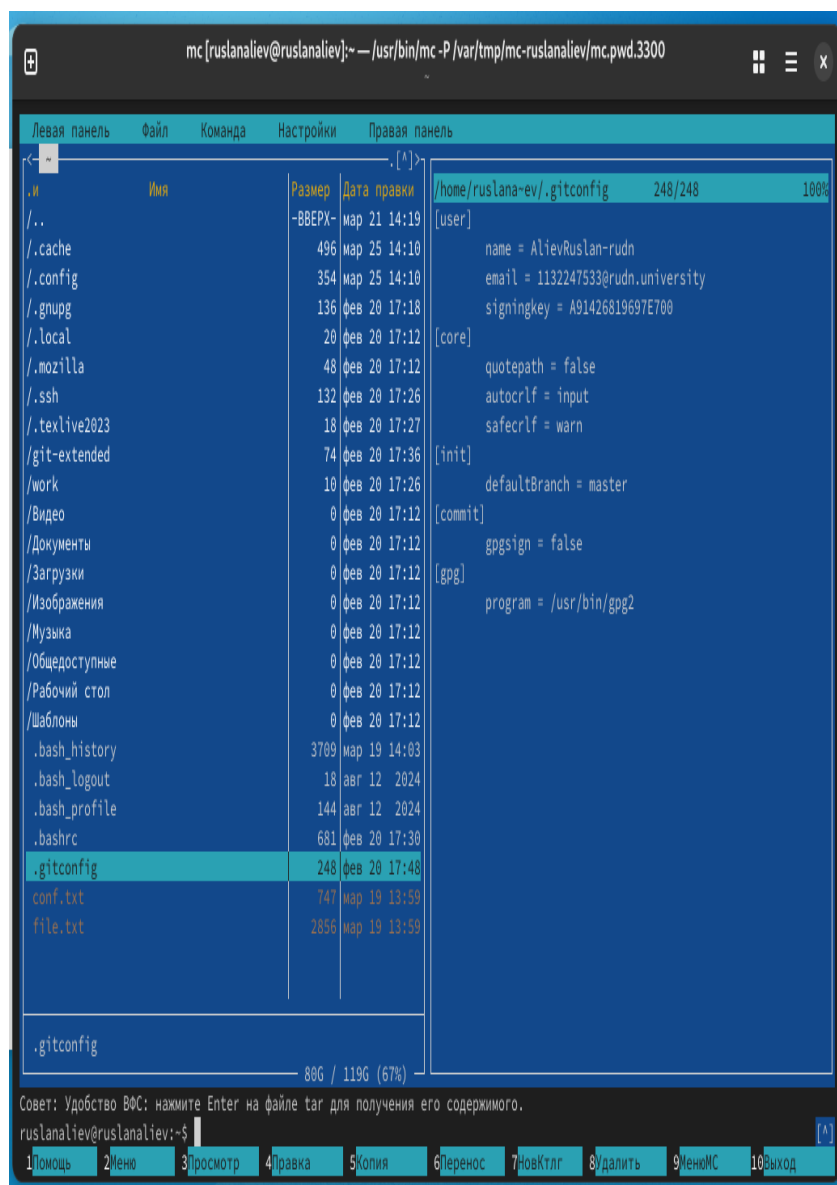 mc [ruslanaliev@ruslanaliev]:~ — /usr/bin/mc -P /var/tmp/mc-ruslanaliev/mc.pwd.3300
~
Левая панель Файл Команда Настройки Правая панель
<─ ~ ─.[^]>
.и Имя Размер Дата правки
/.. -ВВЕРХ- мар 21 14:19
/.cache 496 мар 25 14:10
/.config 354 мар 25 14:10
/.gnupg 136 фев 20 17:18
/.local 20 фев 20 17:12
/.mozilla 48 фев 20 17:12
/.ssh 132 фев 20 17:26
/.texlive2023 18 фев 20 17:27
/git-extended 74 фев 20 17:36
/work 10 фев 20 17:26
/Видео 0 фев 20 17:12
/Документы 0 фев 20 17:12
/Загрузки 0 фев 20 17:12
/Изображения 0 фев 20 17:12
/Музыка 0 фев 20 17:12
/Общедоступные 0 фев 20 17:12
/Рабочий стол 0 фев 20 17:12
/Шаблоны 0 фев 20 17:12
.bash_history 3709 мар 19 14:03
.bash_logout 18 авг 12 2024
.bash_profile 144 авг 12 2024
.bashrc 681 фев 20 17:30
.gitconfig 248 фев 20 17:48
conf.txt 747 мар 19 13:59
file.txt 2856 мар 19 13:59
.gitconfig
80G / 119G (67%)
/home/ruslana~ev/.gitconfig 248/248 100%
[user]
name = AlievRuslan-rudn
email = 1132247533@rudn.university
signingkey = A91426819697E700
[core]
quotepath = false
autocrlf = input
safecrlf = warn
[init]
defaultBranch = master
[commit]
gpgsign = false
[gpg]
program = /usr/bin/gpg2
Совет: Удобство ВФС: нажмите Enter на файле tar для получения его содержимого.
ruslanaliev@ruslanaliev:~$ [^]
1Помощь 2Меню 3Просмотр 4Правка 5Копия 6Перенос 7НовКтлг 8Удалить 9МенюМС 10Выход